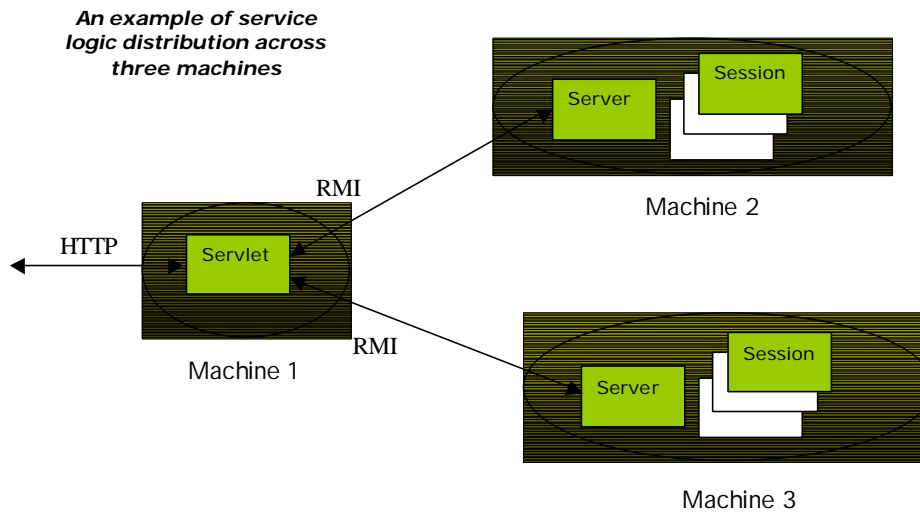 An example of service
logic distribution across
three machines
Session
Server
RMI
Machine 2
HTTP
Servlet
RMI
Machine 1
Session
Server
Machine 3